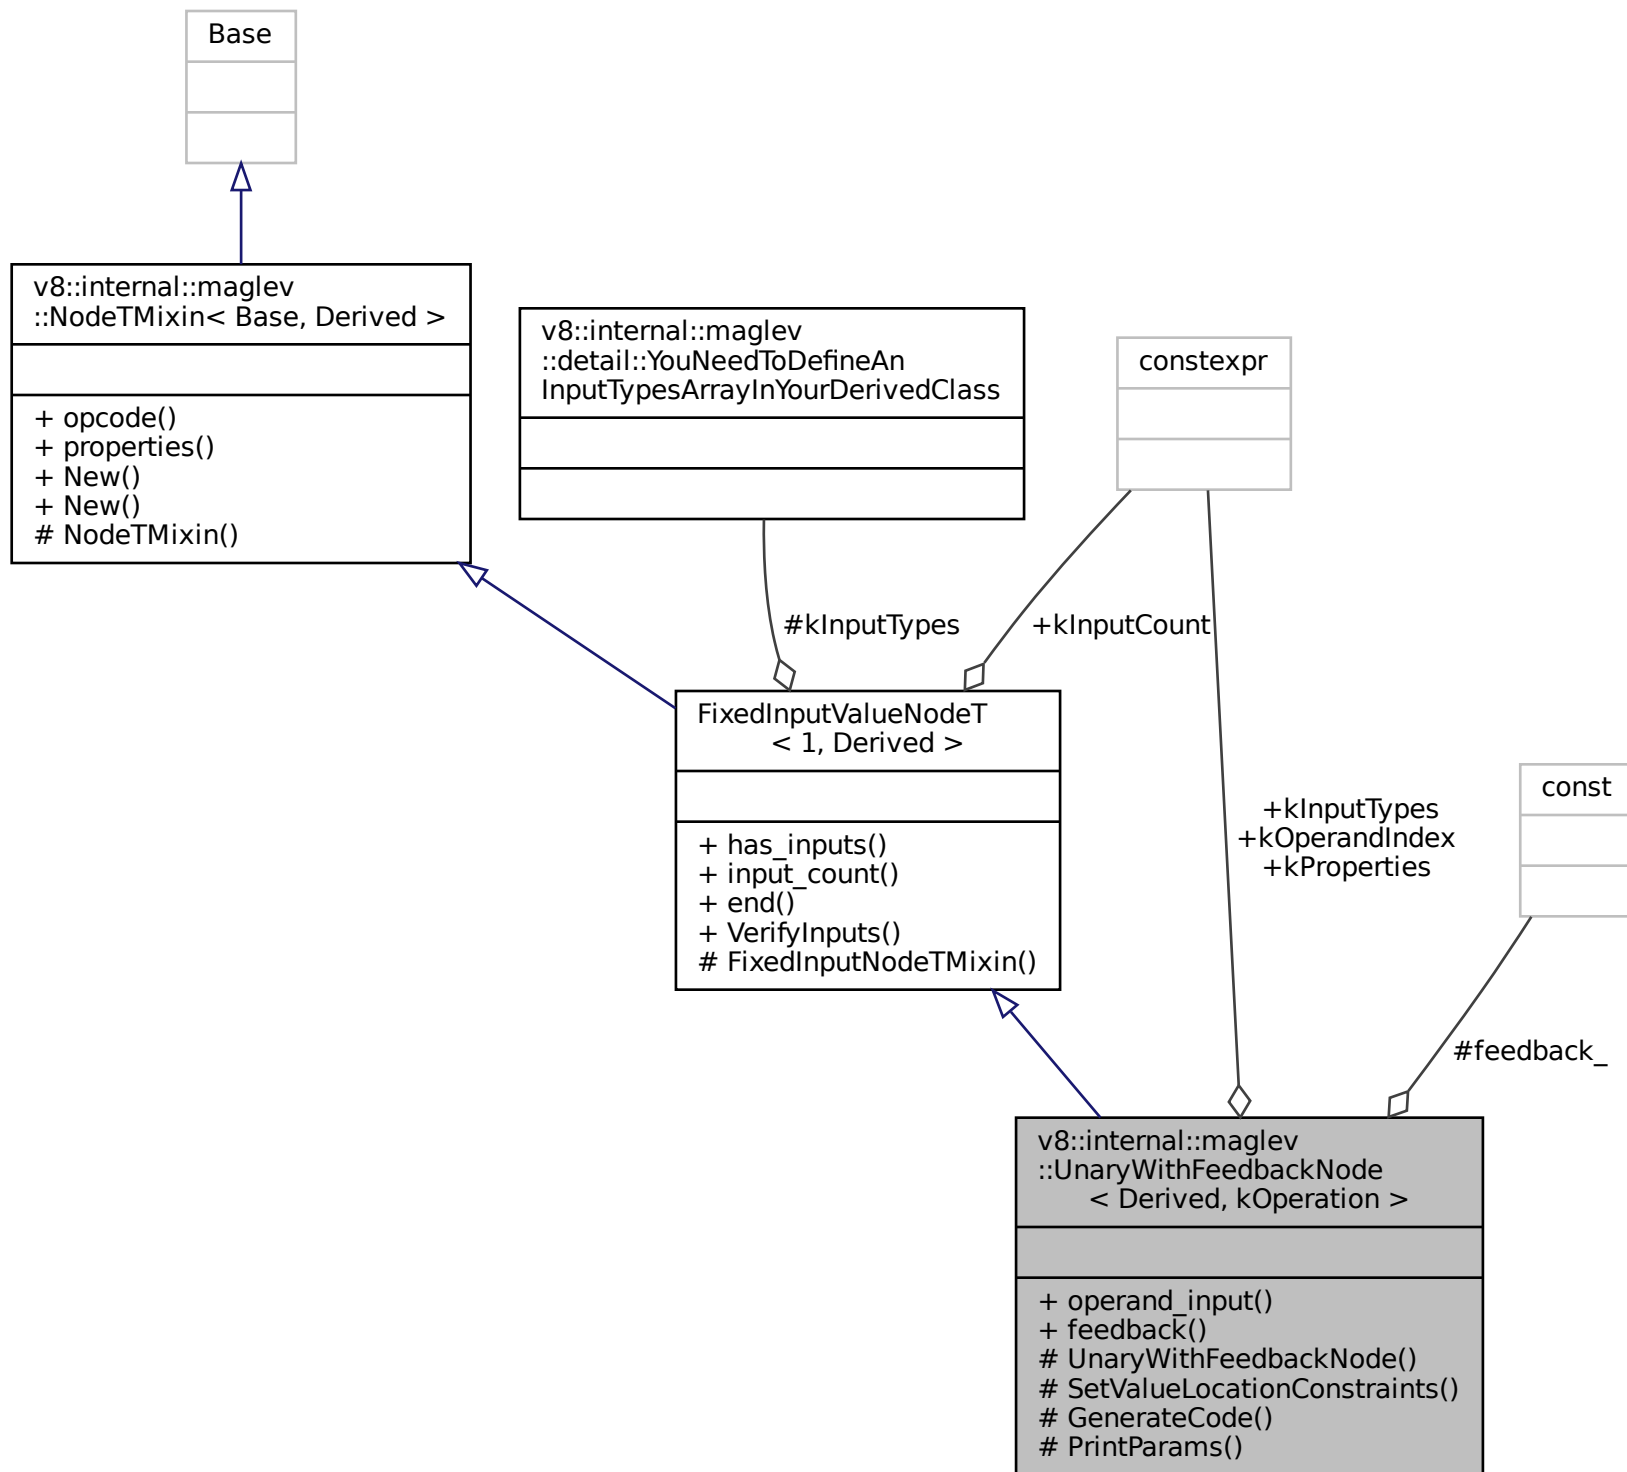 Base
v8::internal::maglev
::NodeTMixin< Base, Derived >
+ opcode()
+ properties()
+ New()
+ New()
# NodeTMixin()
v8::internal::maglev
::detail::YouNeedToDefineAn
InputTypesArrayInYourDerivedClass
constexpr
#kInputTypes
+kInputCount
FixedInputValueNodeT
< 1, Derived >
+ has_inputs()
+ input_count()
+ end()
+ VerifyInputs()
# FixedInputNodeTMixin()
+kInputTypes
+kOperandIndex
+kProperties
const
#feedback_
v8::internal::maglev
::UnaryWithFeedbackNode
< Derived, kOperation >
+ operand_input()
+ feedback()
# UnaryWithFeedbackNode()
# SetValueLocationConstraints()
# GenerateCode()
# PrintParams()